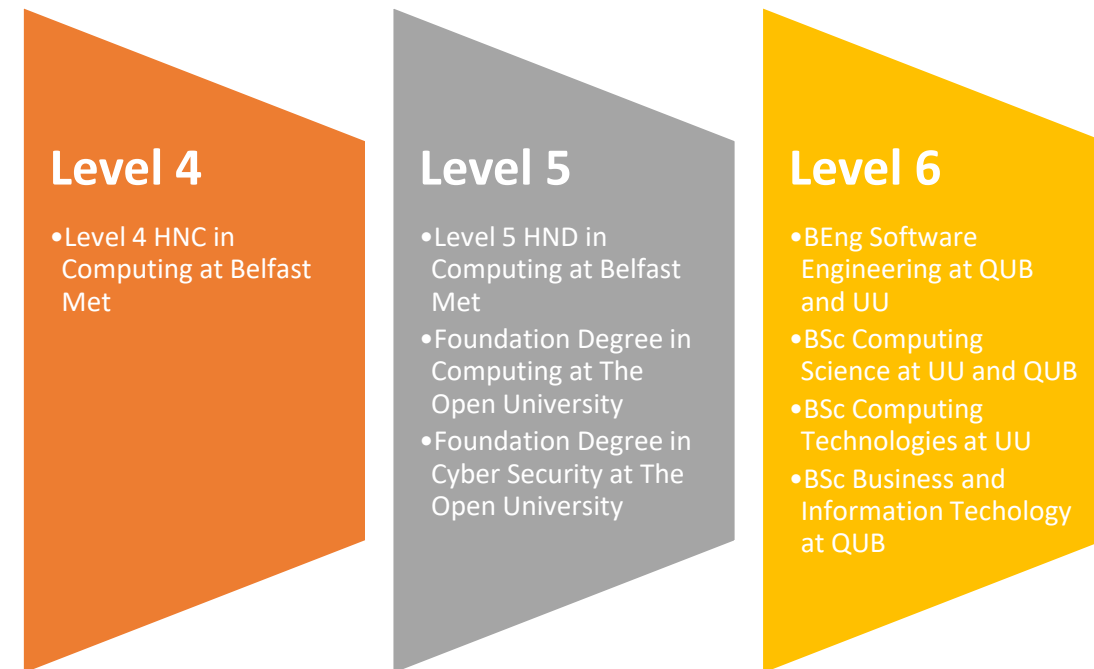 Level 4
•Level 4 HNC in
Computing at Belfast
Met
Level 5
•Level 5 HND in
Computing at Belfast
Met
•Foundation Degree in
Computing at The
Open University
•Foundation Degree in
Cyber Security at The
Open University
Level 6
•BEng Software
Engineering at QUB
and UU
•BSc Computing
Science at UU and QUB
•BSc Computing
Technologies at UU
•BSc Business and
Information Techology
at QUB